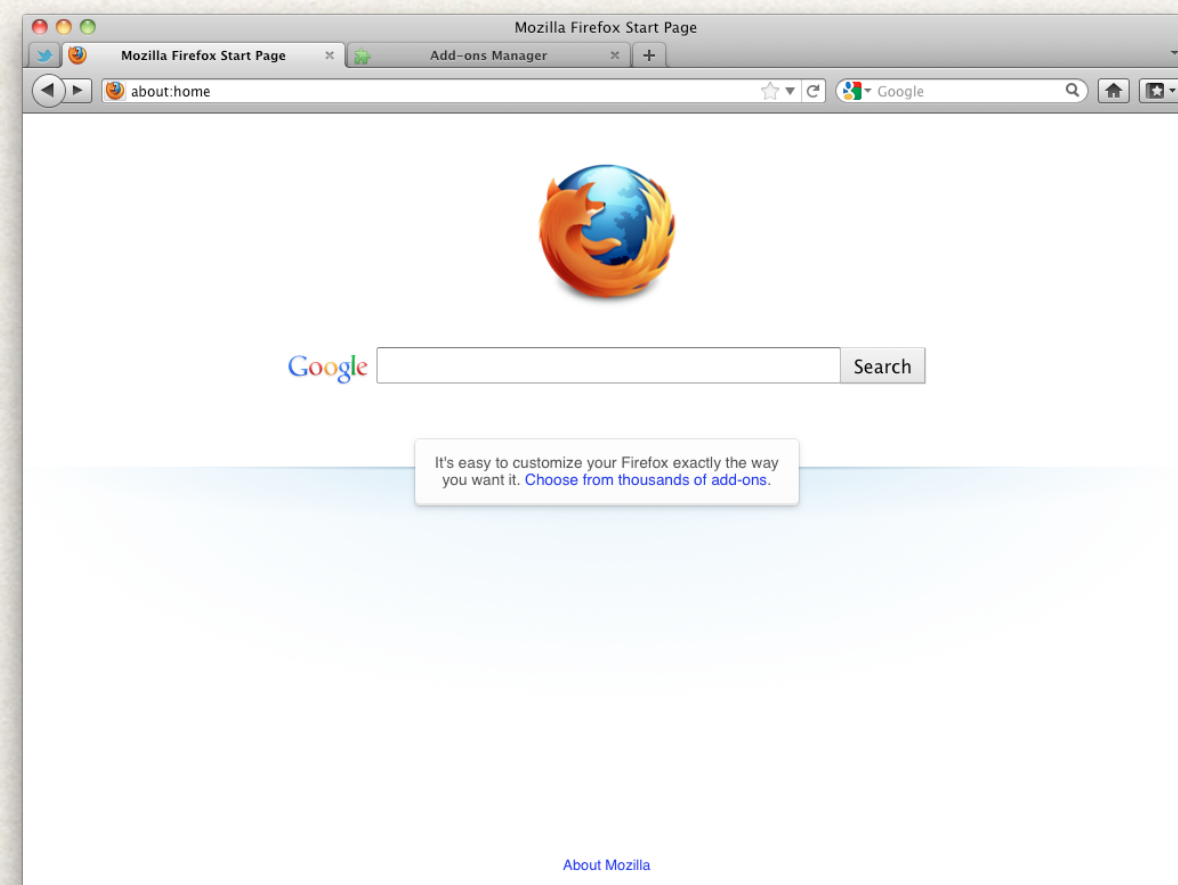 Mozilla Firefox Start Page
Mozilla Firefox Start Page
Add-ons Manager
about:home
Google
Google
Search
It's easy to customize your Firefox exactly the way
you want it. Choose from thousands of add-ons.
About Mozilla